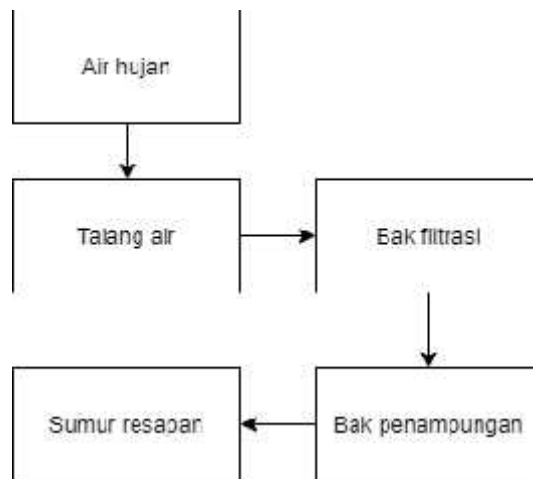 Air hujan
Talang air
Bak filtrasi
Sumur resapan
Bak penampungan